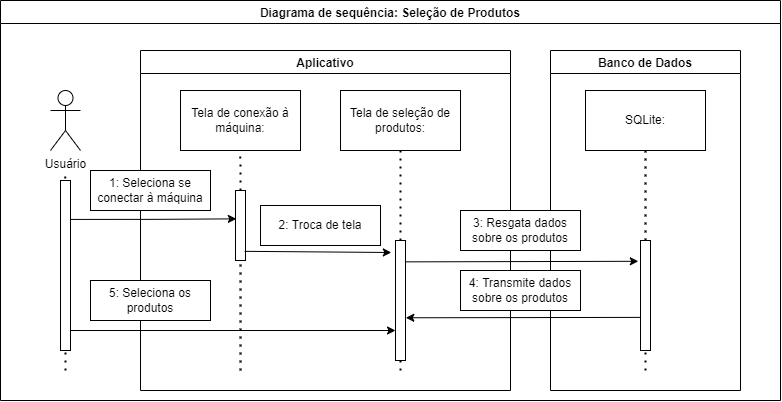 Diagrama de sequência: Seleção de Produtos
Aplicativo
Banco de Dados
Tela de conexão à
máquina:
Tela de seleção de
produtos:
SQLite:
Usuário
1: Seleciona se
conectar à máquina
2: Troca de tela
3: Resgata dados
sobre os produtos
4: Transmite dados
sobre os produtos
5: Seleciona os
produtos